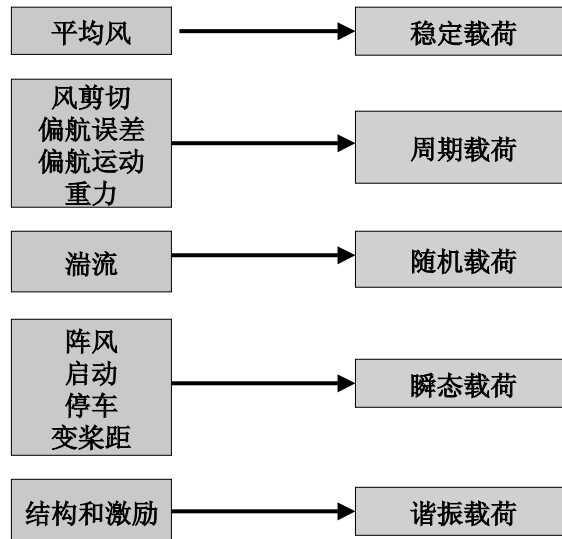 平均风
稳定载荷
风剪切
偏航误差
偏航运动
重力
周期载荷
湍流
随机载荷
阵风
启动
停车
变桨距
瞬态载荷
结构和激励
谐振载荷